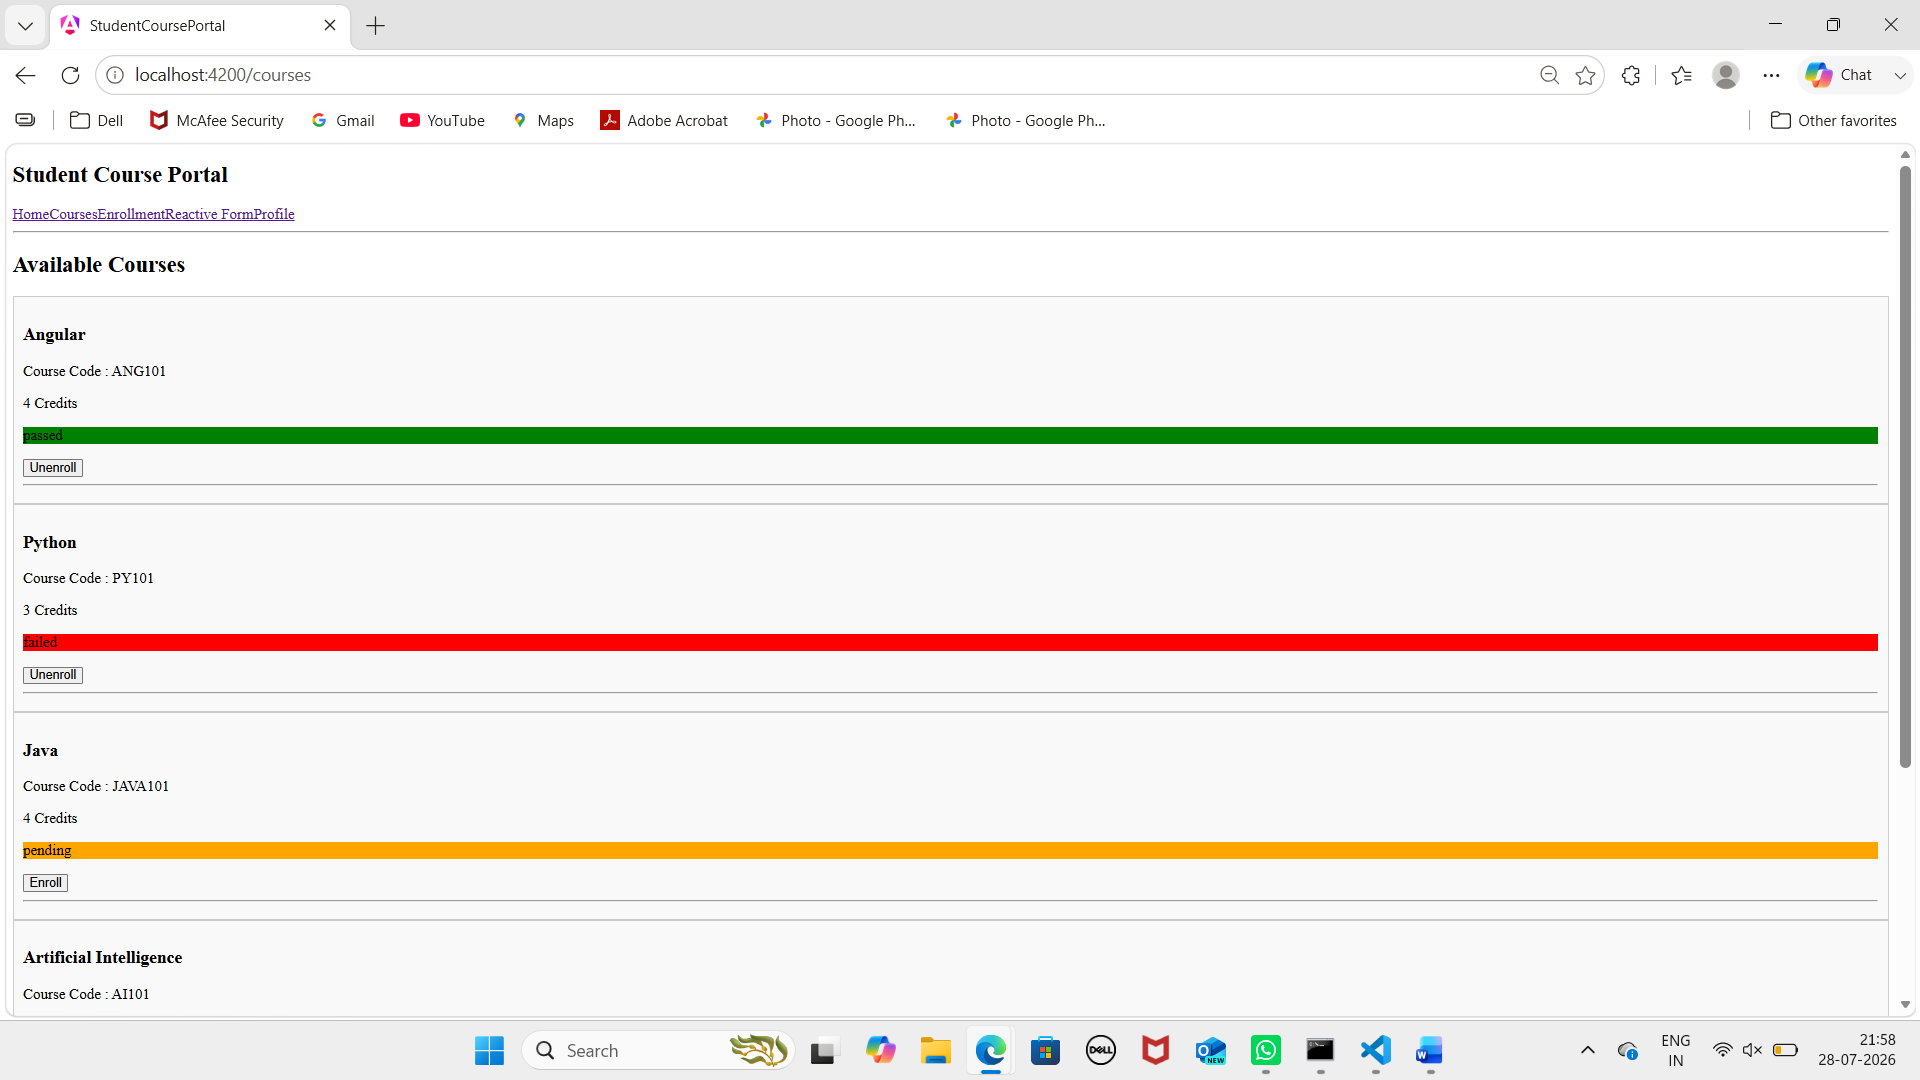 StudentCoursePortal
localhost:4200/courses
Chat
Dell
McAfee Security
Gmail
YouTube
Maps
Adobe Acrobat
Photo - Google Ph...
Photo - Google Ph...
Other favorites
Student Course Portal
HomeCoursesEnrollmentReactive FormProfile
Available Courses
Angular
Course Code : ANG101
4 Credits
passed
Unenroll
Python
Course Code : PY101
3 Credits
failed
Unenroll
Java
Course Code : JAVA101
4 Credits
pending
Enroll
Artificial Intelligence
Course Code : AI101
Search
DELL
NEW
W
ENG
IN
21:58
28-07-2026